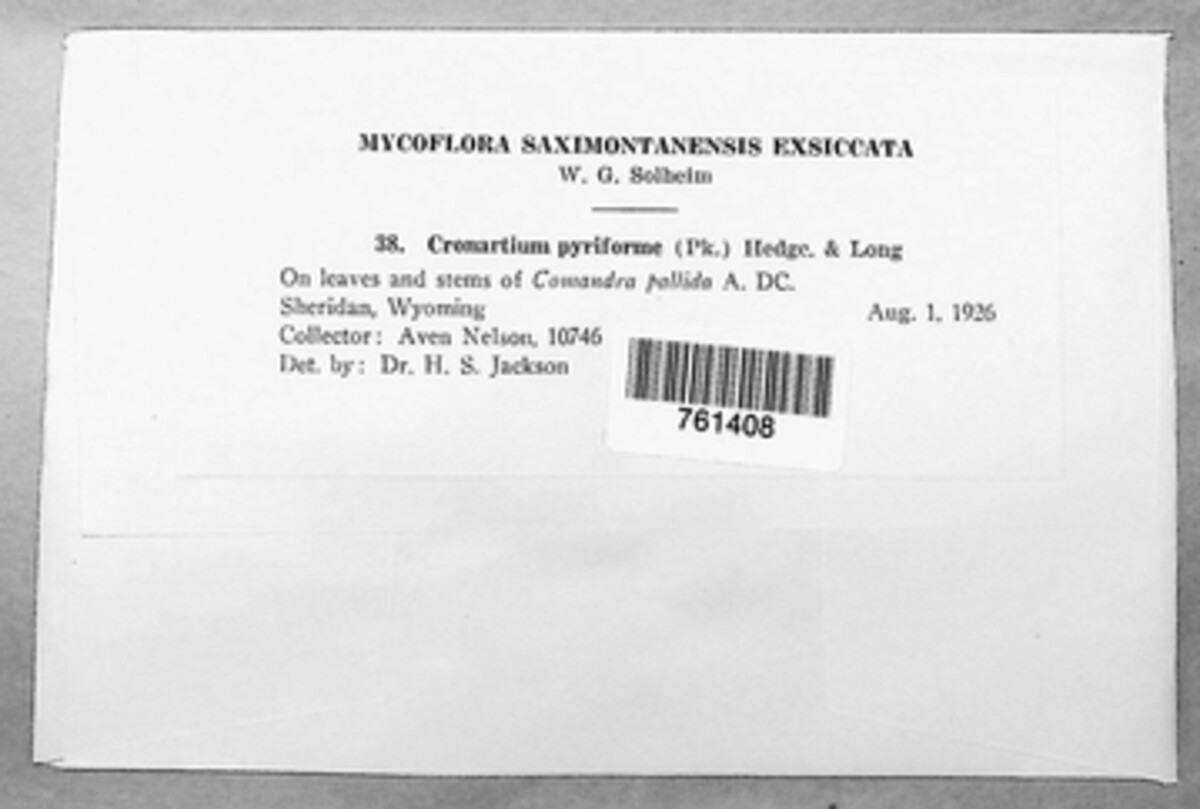 MYCOFLORA SAXIMONTANENSIS EXSICCATA
W. G. Solheim
38. Cronartium pyriforme (Pk.) Hedgc. & Long
On leaves and stems of Comandra pallida A. DC.
Sheridan, Wyoming Aug. 1, 1926
Collector: Aven Nelson, 10746
Det. by: Dr. H. S. Jackson
761408